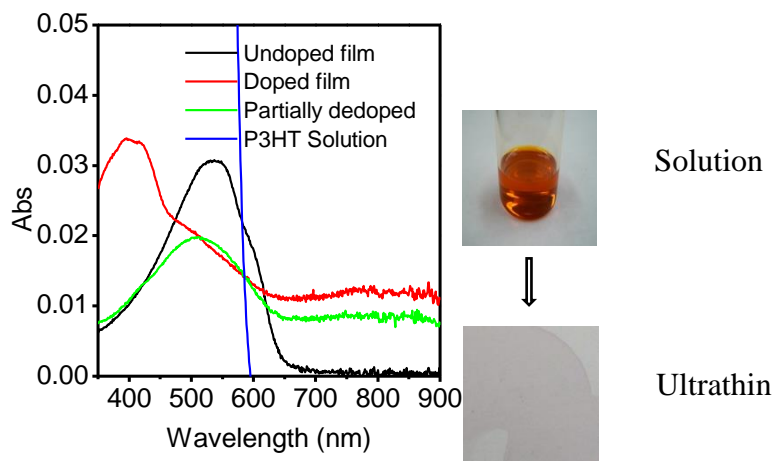 0.05
0.04
0.03
0.02
0.01
0.00
Abs
Undoped film
Doped film
Partially dedoped
P3HT Solution
400 500 600 700 800 900
Wavelength (nm)
Solution
Ultrathin